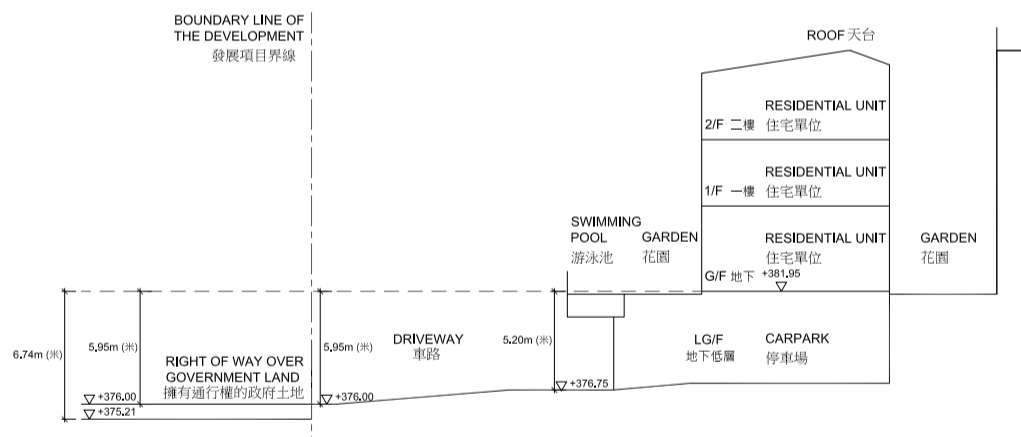 BOUNDARY LINE OF
THE DEVELOPMENT
發展項目界線
ROOF 天台
RESIDENTIAL UNIT
2/F 二樓 住宅單位
RESIDENTIAL UNIT
1/F 一樓 住宅單位
SWIMMING
POOL
游泳池
GARDEN
花園
RESIDENTIAL UNIT
住宅單位
G/F 地下 +381.95
GARDEN
花園
6.74m (米)
5.95m (米)
5.95m (米)
DRIVEWAY
車路
5.20m (米)
LG/F
地下低層
CARPARK
停車場
RIGHT OF WAY OVER
GOVERNMENT LAND
擁有通行權的政府土地
+376.00
+375.21
+376.00
+376.75